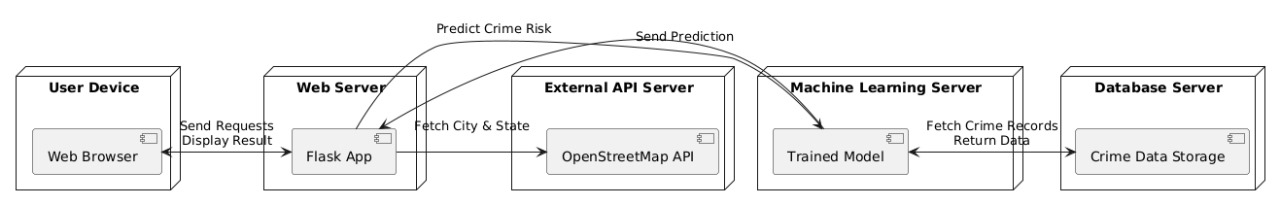 Predict Crime Risk
Send Prediction
User Device
Web Server
External API Server
Machine Learning Server
Database Server
Send Requests
Display Result
Fetch City & State
Fetch Crime Records
Return Data
Web Browser
Flask App
OpenStreetMap API
Trained Model
Crime Data Storage